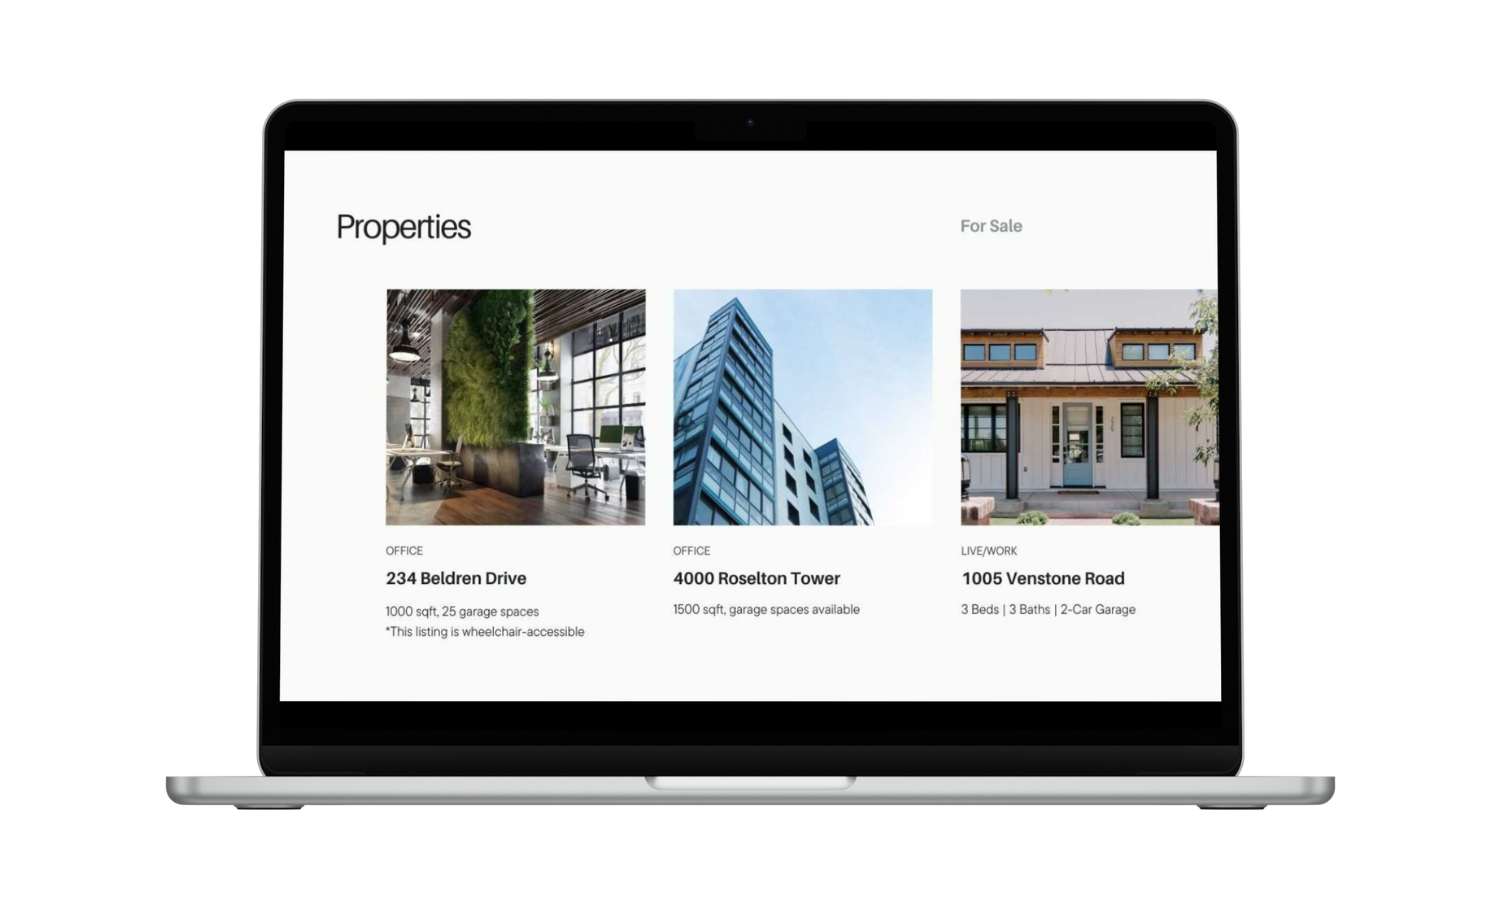 Properties
For Sale
OFFICE
234 Beldren Drive
1000 sqft, 25 garage spaces
*This listing is wheelchair-accessible
OFFICE
4000 Roselton Tower
1500 sqft, garage spaces available
LIVE/WORK
1005 Venstone Road
3 Beds | 3 Baths | 2-Car Garage